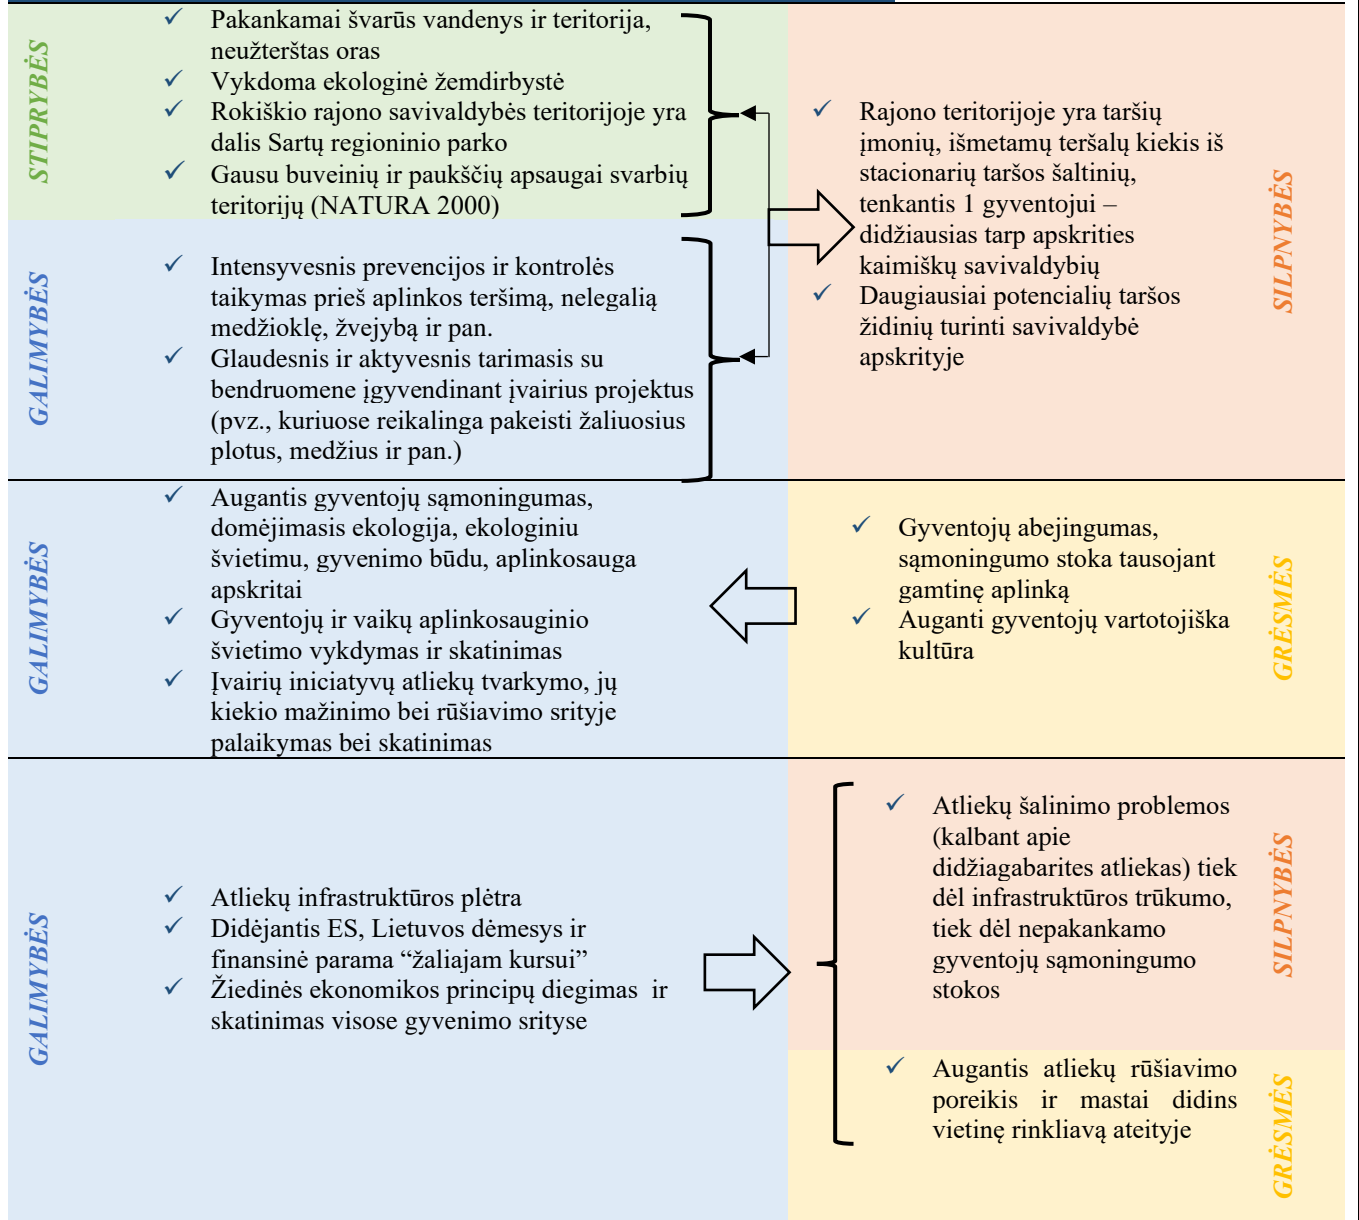 STIPRYBĖS
Pakankamai švarūs vandenys ir teritorija,
neužterštas oras
Vykdoma ekologinė žemdirbystė
Rokiškio rajono savivaldybės teritorijoje yra
dalis Sartų regioninio parko
Gausu buveinių ir paukščių apsaugai svarbių
teritorijų (NATURA 2000)
GALIMYBĖS
Intensyvesnis prevencijos ir kontrolės
taikymas prieš aplinkos teršimą, nelegalią
medžioklę, žvejybą ir pan.
Glaudesnis ir aktyvesnis tarimasis su
bendruomene įgyvendinant įvairius projektus
(pvz., kuriuose reikalinga pakeisti žaliuosius
plotus, medžius ir pan.)
Rajono teritorijoje yra taršių
įmonių, išmetamų teršalų kiekis iš
stacionarių taršos šaltinių,
tenkantis 1 gyventojui –
didžiausias tarp apskrities
kaimiškų savivaldybių
Daugiausiai potencialių taršos
židinių turinti savivaldybė
apskrityje
SILPNYBĖS
GALIMYBĖS
Augantis gyventojų sąmoningumas,
domėjimasis ekologija, ekologiniu
švietimu, gyvenimo būdu, aplinkosauga
apskritai
Gyventojų ir vaikų aplinkosauginio
švietimo vykdymas ir skatinimas
Įvairių iniciatyvų atliekų tvarkymo, jų
kiekio mažinimo bei rūšiavimo srityje
palaikymas bei skatinimas
Gyventojų abejingumas,
sąmoningumo stoka tausojant
gamtinę aplinką
Auganti gyventojų vartotojiška
kultūra
GRĖSMĖS
GALIMYBĖS
Atliekų infrastruktūros plėtra
Didėjantis ES, Lietuvos dėmesys ir
finansinė parama “žaliajam kursui”
Žiedinės ekonomikos principų diegimas ir
skatinimas visose gyvenimo srityse
Atliekų šalinimo problemos
(kalbant apie
didžiagabarites atliekas) tiek
dėl infrastruktūros trūkumo,
tiek dėl nepakankamo
gyventojų sąmoningumo
stokos
SILPNYBĖS
Augantis atliekų rūšiavimo
poreikis ir mastai didins
vietinę rinkliavą ateityje
GRĖSMĖS